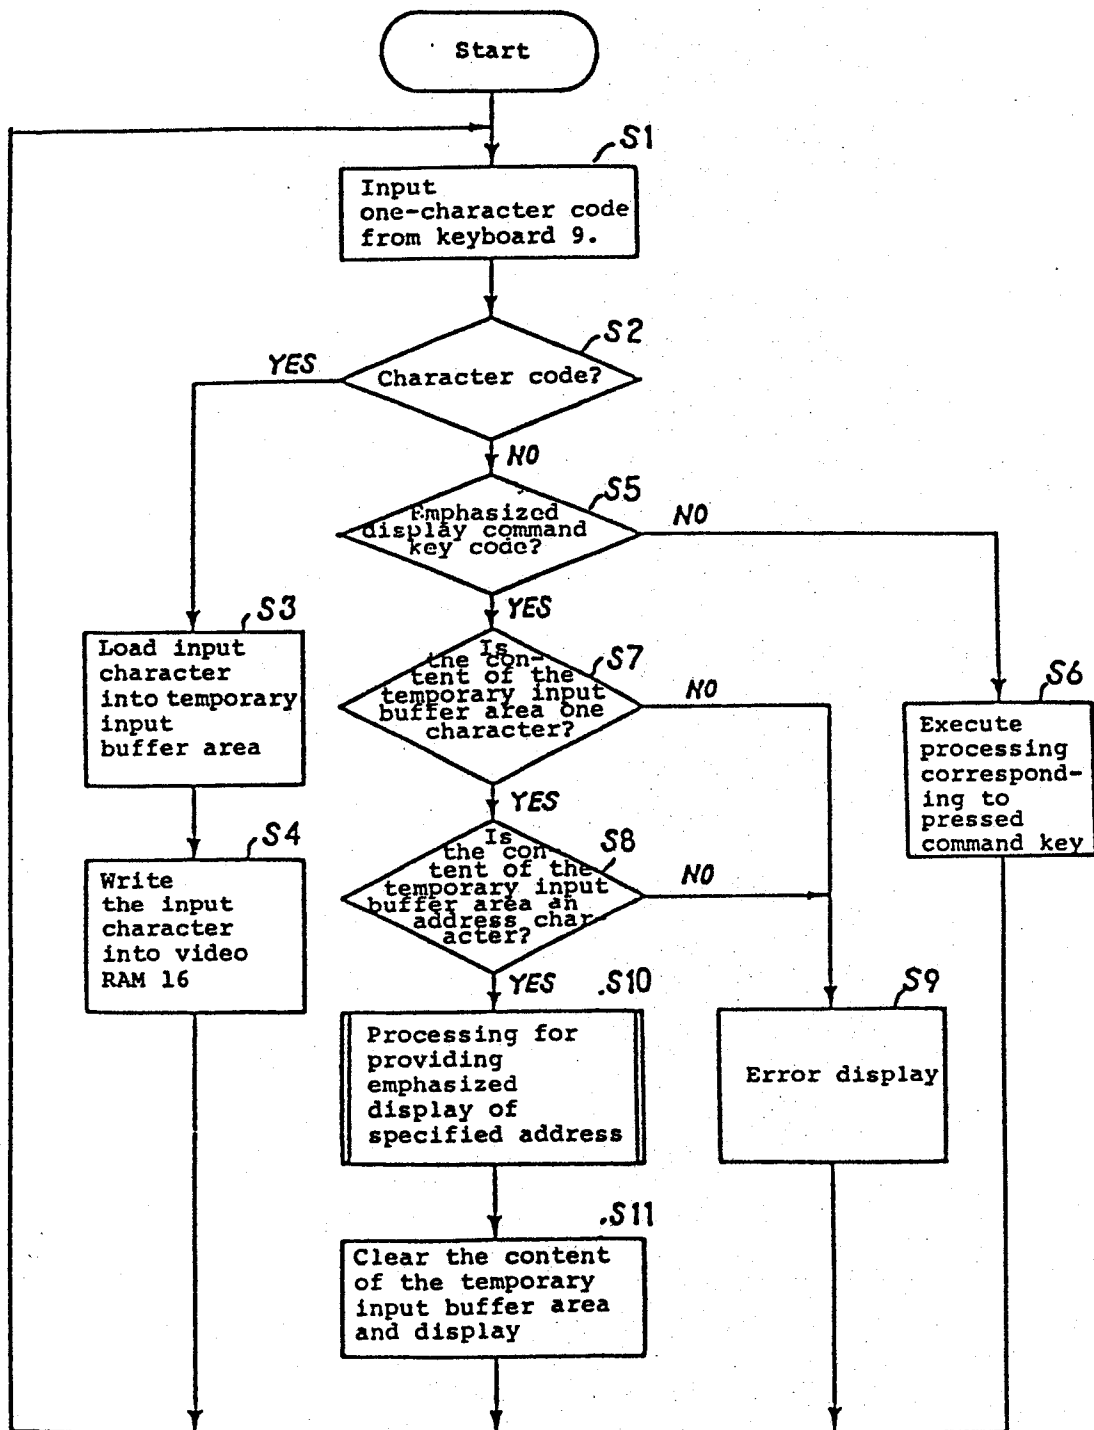 Start
S1
Input
one-character code
from keyboard 9.
S2
YES
Character code?
NO
S5
Emphasized
display command
key code?
NO
YES
S3
Load input
character
into temporary
input
buffer area
S7
Is
the con-
tent of the
temporary input
buffer area one
character?
NO
S6
Execute
processing
correspond-
ing to
pressed
command key
YES
S4
Write
the input
character
into video
RAM 16
S8
Is
the con-
tent of the
temporary input
buffer area an
address char-
acter?
NO
YES
S10
Processing for
providing
emphasized
display of
specified address
S9
Error display
S11
Clear the content
of the temporary
input buffer area
and display